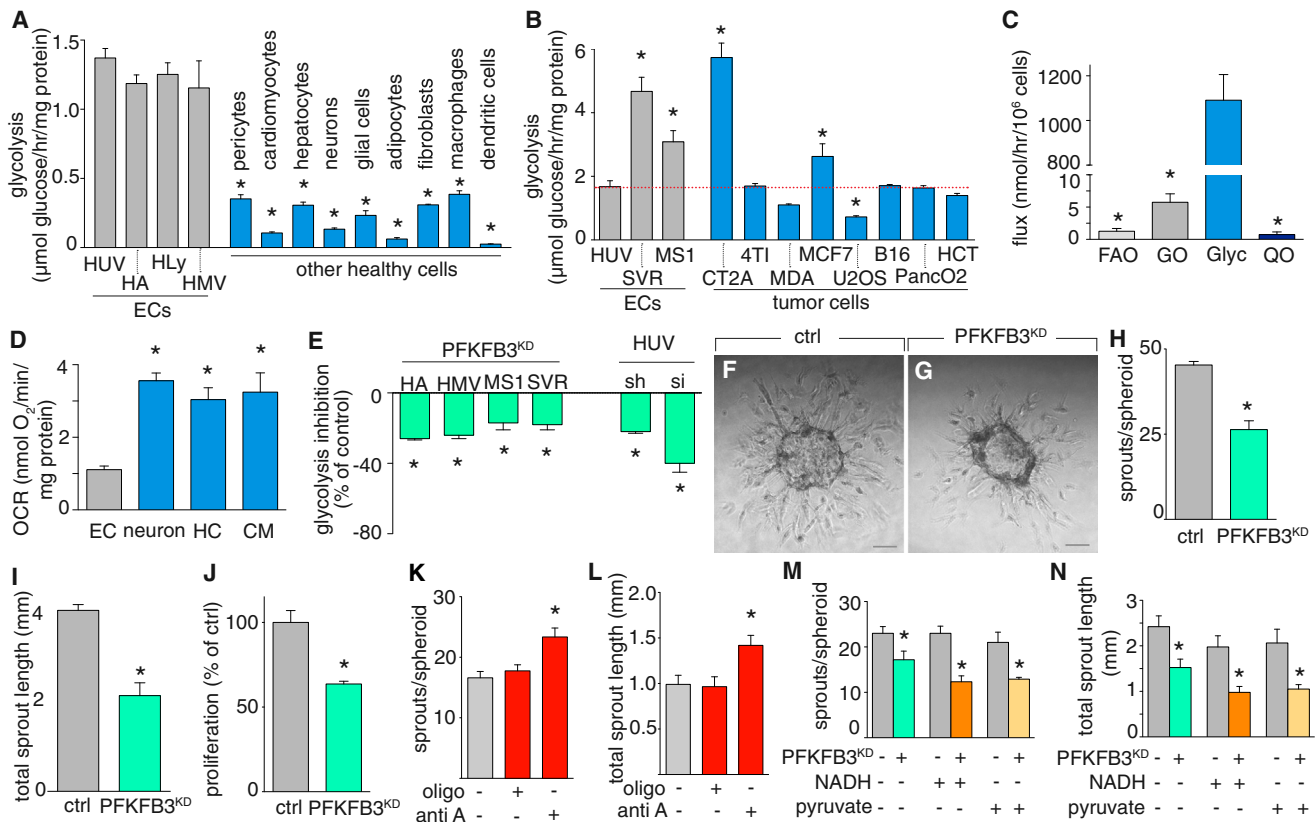 A
glycolysis
(μmol glucose/hr/mg protein)
1.5
1.0
0.5
0
pericytes
cardiomyocytes
hepatocytes
neurons
glial cells
adipocytes
fibroblasts
macrophages
dendritic cells
* * * * * * * * *
HUV
HA
HLy
HMV
ECs
other healthy cells
B
glycolysis
(μmol glucose/hr/mg protein)
6
4
2
0
* * * * *
HUV
SVR
MS1
CT2A
4TI
MDA
MCF7
U2OS
B16
PancO2
HCT
ECs
tumor cells
C
flux (nmol/hr/10⁶ cells)
1200
1000
800
10
5
0
* * *
FAO GO Glyc QO
D
OCR (nmol O₂/min/
mg protein)
4
2
0
* * *
EC neuron HC CM
E
PFKFB3ᴷᴰ
HUV
HA HMV MS1 SVR
sh si
glycolysis inhibition
(% of control)
0
-40
-80
* * * * * *
ctrl
F
PFKFB3ᴷᴰ
G
H
sprouts/spheroid
50
25
0
*
ctrl PFKFB3ᴷᴰ
I
total sprout length (mm)
4
2
0
*
ctrl PFKFB3ᴷᴰ
J
proliferation (% of ctrl)
100%
50%
0
*
ctrl PFKFB3ᴷᴰ
K
sprouts/spheroid
30
20
10
*
oligo - + -
anti A - - +
L
total sprout length (mm)
2.0
1.5
1.0
0.5
*
oligo - + -
anti A - - +
M
sprouts/spheroid
30
20
10
0
* * *
PFKFB3ᴷᴰ - + - + - +
NADH - - + + - -
pyruvate - - - - + +
N
total sprout length
(mm)
3
2
1
0
* * *
PFKFB3ᴷᴰ - + - + - +
NADH - - + + - -
pyruvate - - - - + +